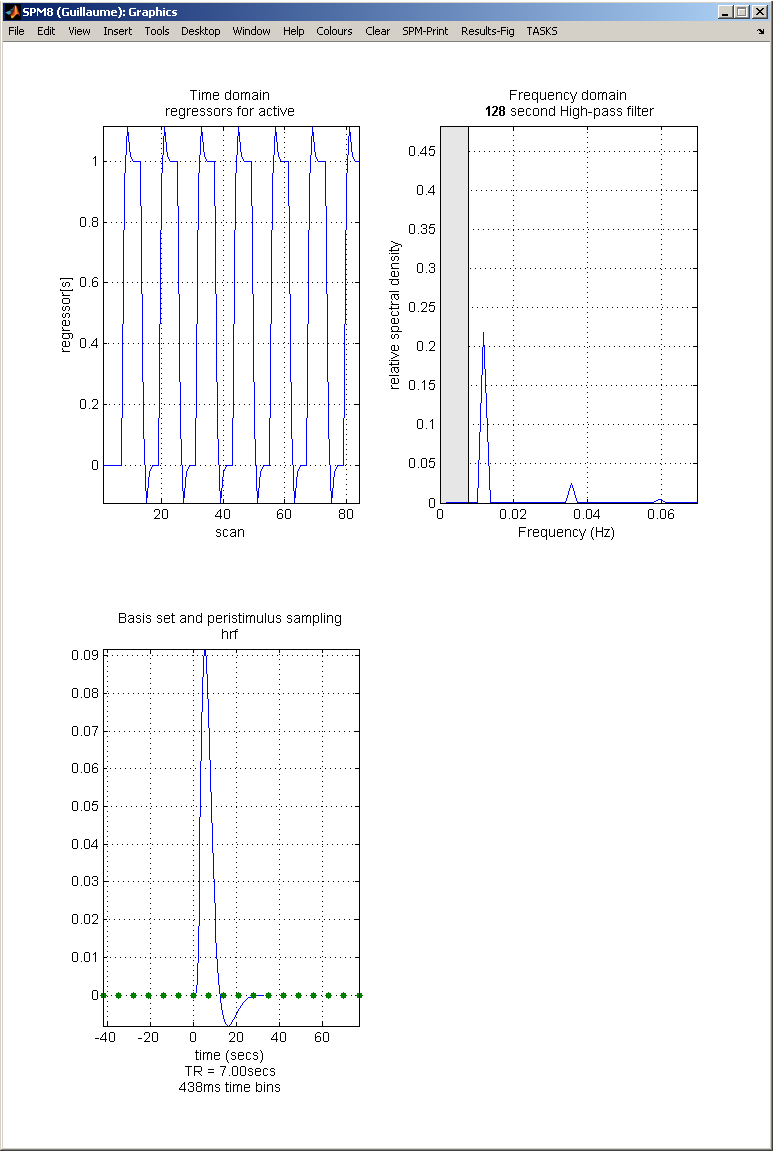 SPM8 (Guillaume): Graphics
File Edit View Insert Tools Desktop Window Help Colours Clear SPM-Print Results-Fig TASKS
Time domain
regressors for active
1
0.8
0.6
0.4
0.2
0
regressor[s]
20 40 60 80
scan
Frequency domain
128 second High-pass filter
0.45
0.4
0.35
0.3
0.25
0.2
0.15
0.1
0.05
0
relative spectral density
0 0.02 0.04 0.06
Frequency (Hz)
Basis set and peristimulus sampling
hrf
0.09
0.08
0.07
0.06
0.05
0.04
0.03
0.02
0.01
0
-40 -20 0 20 40 60
time (secs)
TR = 7.00secs
438ms time bins